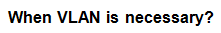 When VLAN is necessary?